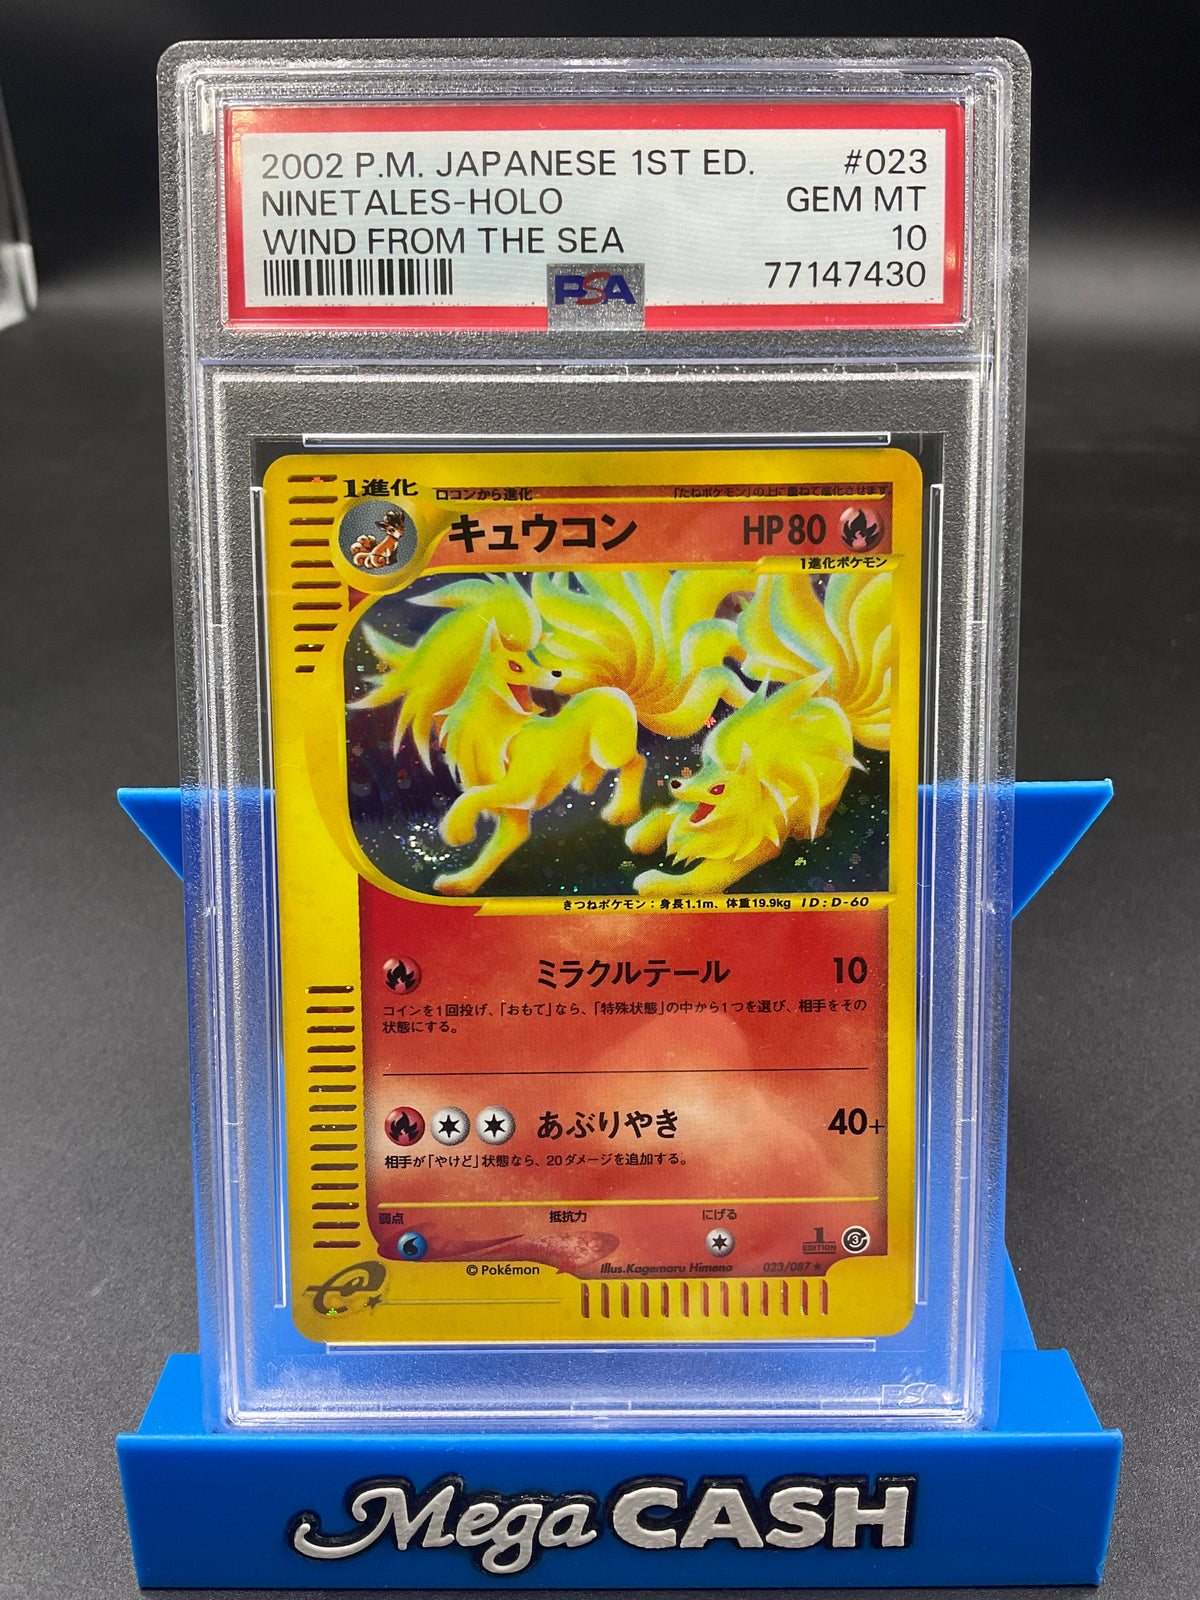 2002 P.M. JAPANESE 1ST ED. #023
NINETALES-HOLO GEM MT
WIND FROM THE SEA 10
77147430
PSA
1進化 ロコンから進化 「たねポケモン」の上に重ねて進化させます
キュウコン HP80
1進化ポケモン
きつねポケモン:身長1.1m、体重19.9kg ID:D-60
ミラクルテール 10
コインを1回投げ、「おもて」なら、「特殊状態」の中から1つを選び、相手をその
状態にする。
あぶりやき 40+
相手が「やけど」状態なら、20ダメージを追加する。
弱点 抵抗力 にげる
1 EDITION 3
©Pokémon Illus.Kagemaru Himeno 023/087★
e
PSA
Mega CASH